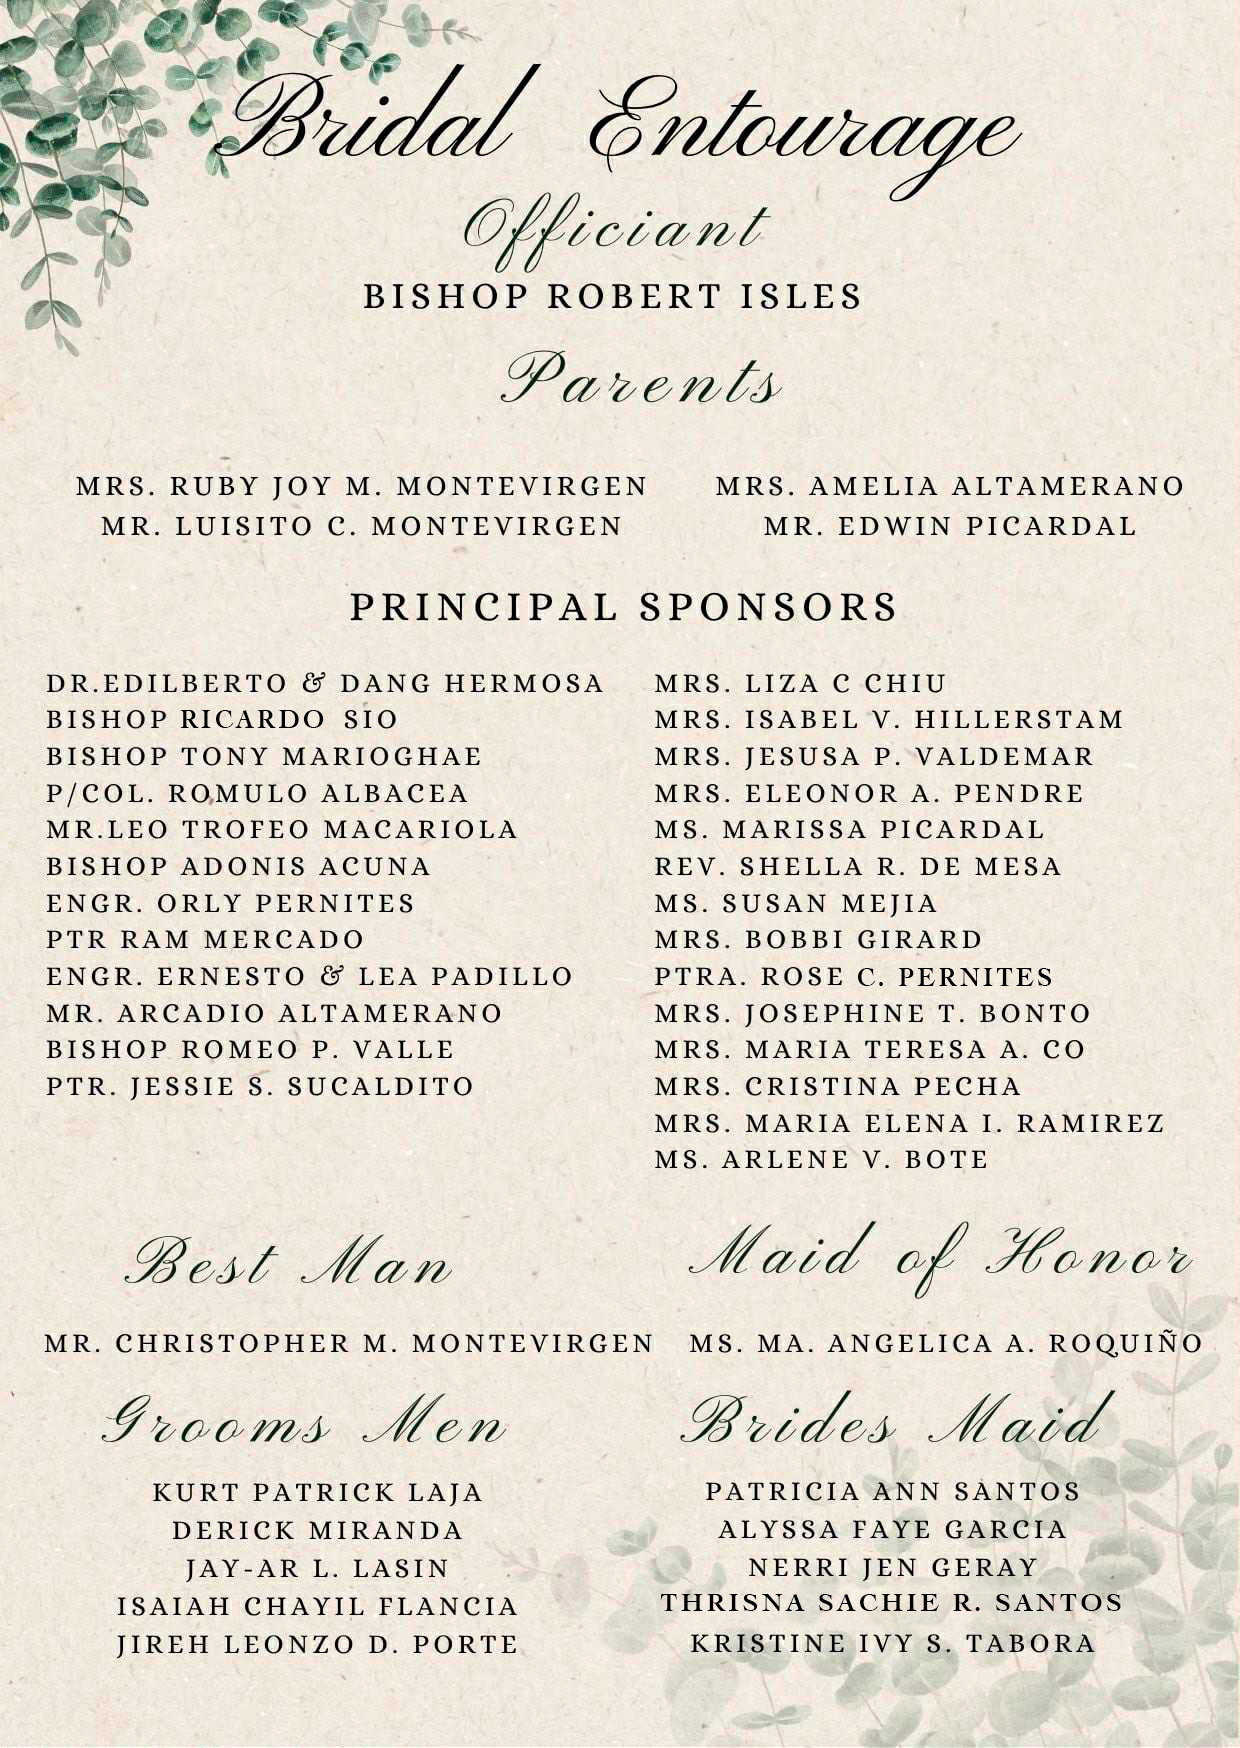 Bridal Entourage
Officiant
BISHOP ROBERT ISLES
Parents
MRS. RUBY JOY M. MONTEVIRGEN
MR. LUISITO C. MONTEVIRGEN
MRS. AMELIA ALTAMERANO
MR. EDWIN PICARDAL
PRINCIPAL SPONSORS
DR.EDILBERTO & DANG HERMOSA
BISHOP RICARDO SIO
BISHOP TONY MARIOGHAE
P/COL. ROMULO ALBACEA
MR.LEO TROFEO MACARIOLA
BISHOP ADONIS ACUNA
ENGR. ORLY PERNITES
PTR RAM MERCADO
ENGR. ERNESTO & LEA PADILLO
MR. ARCADIO ALTAMERANO
BISHOP ROMEO P. VALLE
PTR. JESSIE S. SUCALDITO
MRS. LIZA C CHIU
MRS. ISABEL V. HILLERSTAM
MRS. JESUSA P. VALDEMAR
MRS. ELEONOR A. PENDRE
MS. MARISSA PICARDAL
REV. SHELLA R. DE MESA
MS. SUSAN MEJIA
MRS. BOBBI GIRARD
PTRA. ROSE C. PERNITES
MRS. JOSEPHINE T. BONTO
MRS. MARIA TERESA A. CO
MRS. CRISTINA PECHA
MRS. MARIA ELENA I. RAMIREZ
MS. ARLENE V. BOTE
Best Man
MR. CHRISTOPHER M. MONTEVIRGEN
Maid of Honor
MS. MA. ANGELICA A. ROQUIÑO
Grooms Men
KURT PATRICK LAJA
DERICK MIRANDA
JAY-AR L. LASIN
ISAIAH CHAYIL FLANCIA
JIREH LEONZO D. PORTE
Brides Maid
PATRICIA ANN SANTOS
ALYSSA FAYE GARCIA
NERRI JEN GERAY
THRISNA SACHIE R. SANTOS
KRISTINE IVY S. TABORA